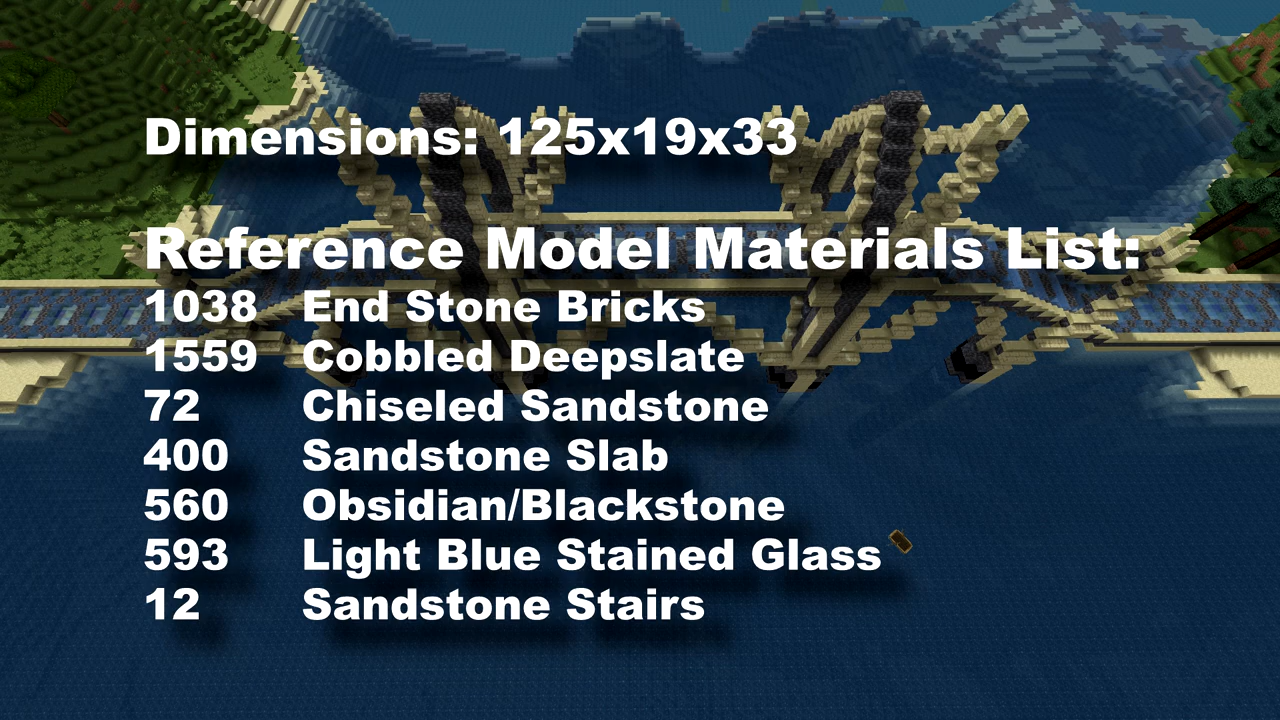 Dimensions: 125x19x33
Reference Model Materials List:
1038 End Stone Bricks
1559 Cobbled Deepslate
72 Chiseled Sandstone
400 Sandstone Slab
560 Obsidian/Blackstone
593 Light Blue Stained Glass
12 Sandstone Stairs